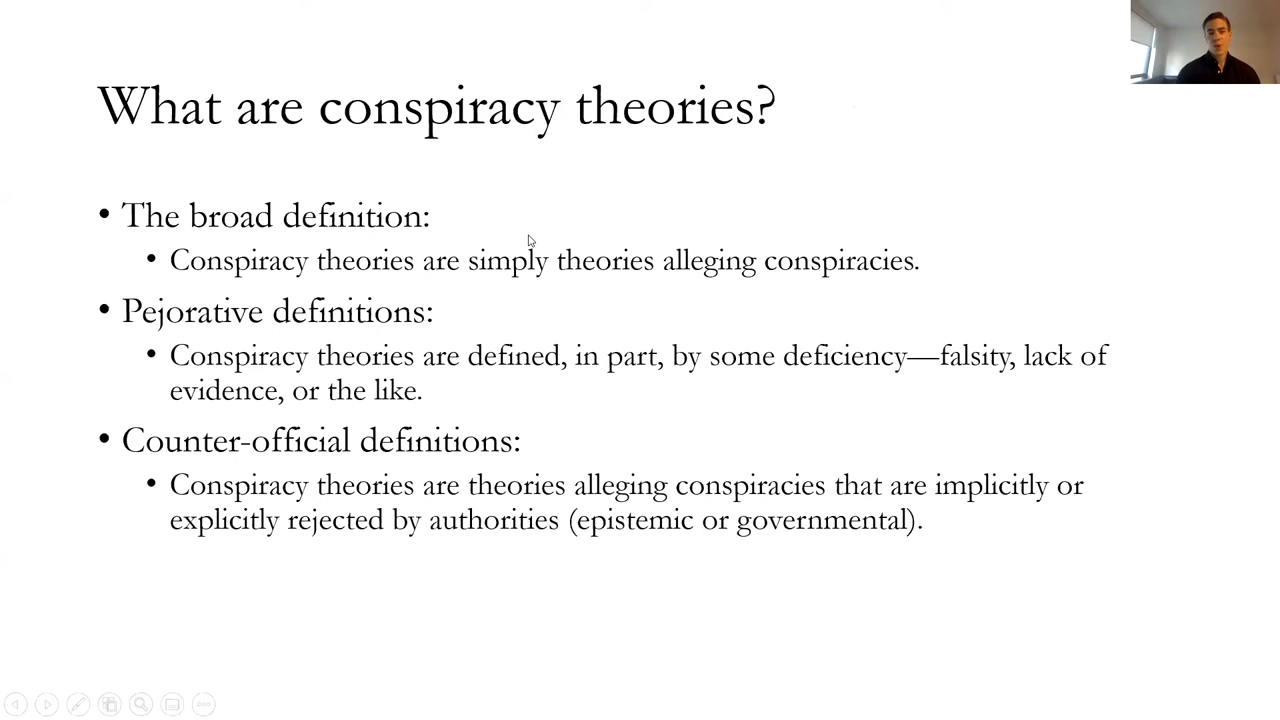 What are conspiracy theories?
• The broad definition:
• Conspiracy theories are simply theories alleging conspiracies.
• Pejorative definitions:
• Conspiracy theories are defined, in part, by some deficiency—falsity, lack of
evidence, or the like.
• Counter-official definitions:
• Conspiracy theories are theories alleging conspiracies that are implicitly or
explicitly rejected by authorities (epistemic or governmental).